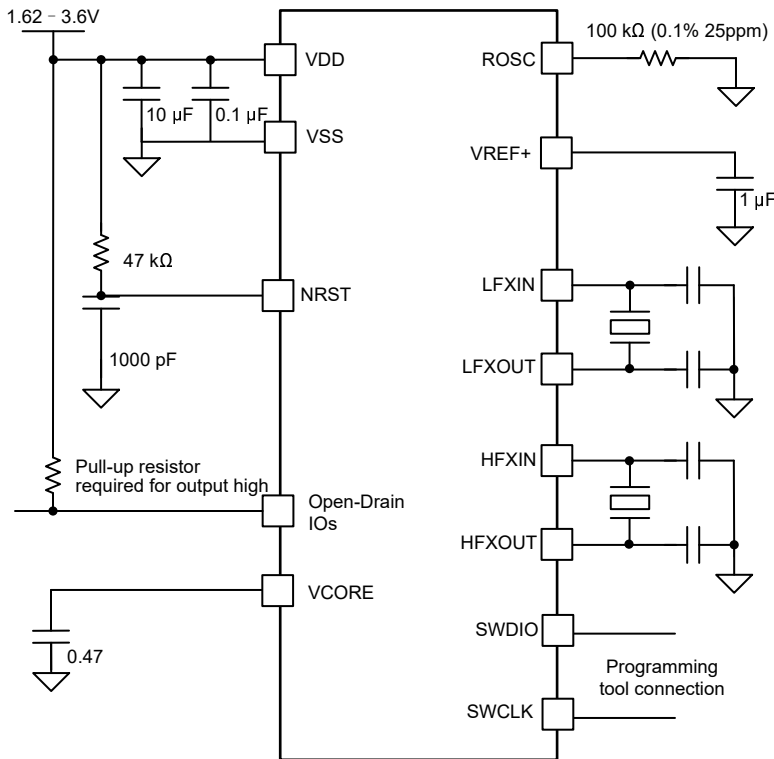 1.62 – 3.6V
VDD
10 µF
0.1 µF
VSS
47 kΩ
NRST
1000 pF
Pull-up resistor
required for output high
Open-Drain
IOs
VCORE
0.47
100 kΩ (0.1% 25ppm)
ROSC
VREF+
1 µF
LFXIN
LFXOUT
HFXIN
HFXOUT
SWDIO
Programming
tool connection
SWCLK